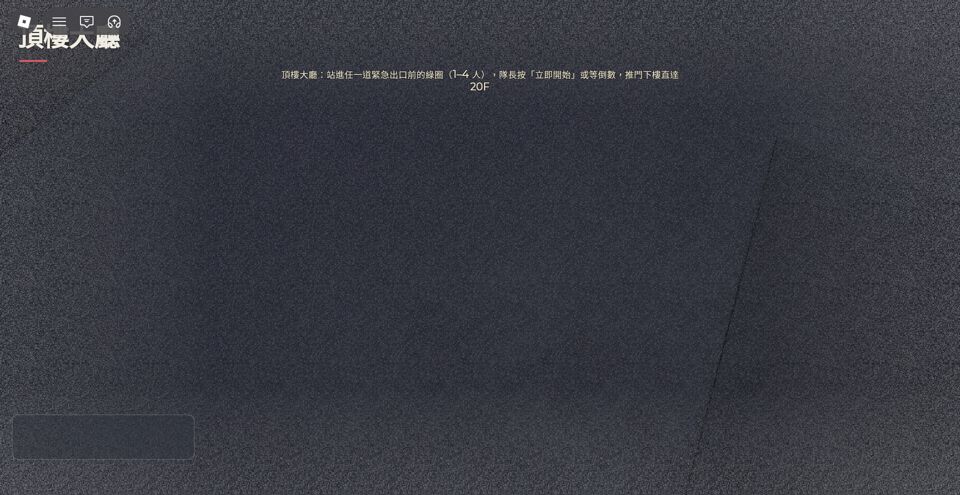 頂樓大廳
頂樓大廳：站進任一道緊急出口前的綠圈（1–4 人），隊長按「立即開始」或等倒數，推門下樓直達
20F